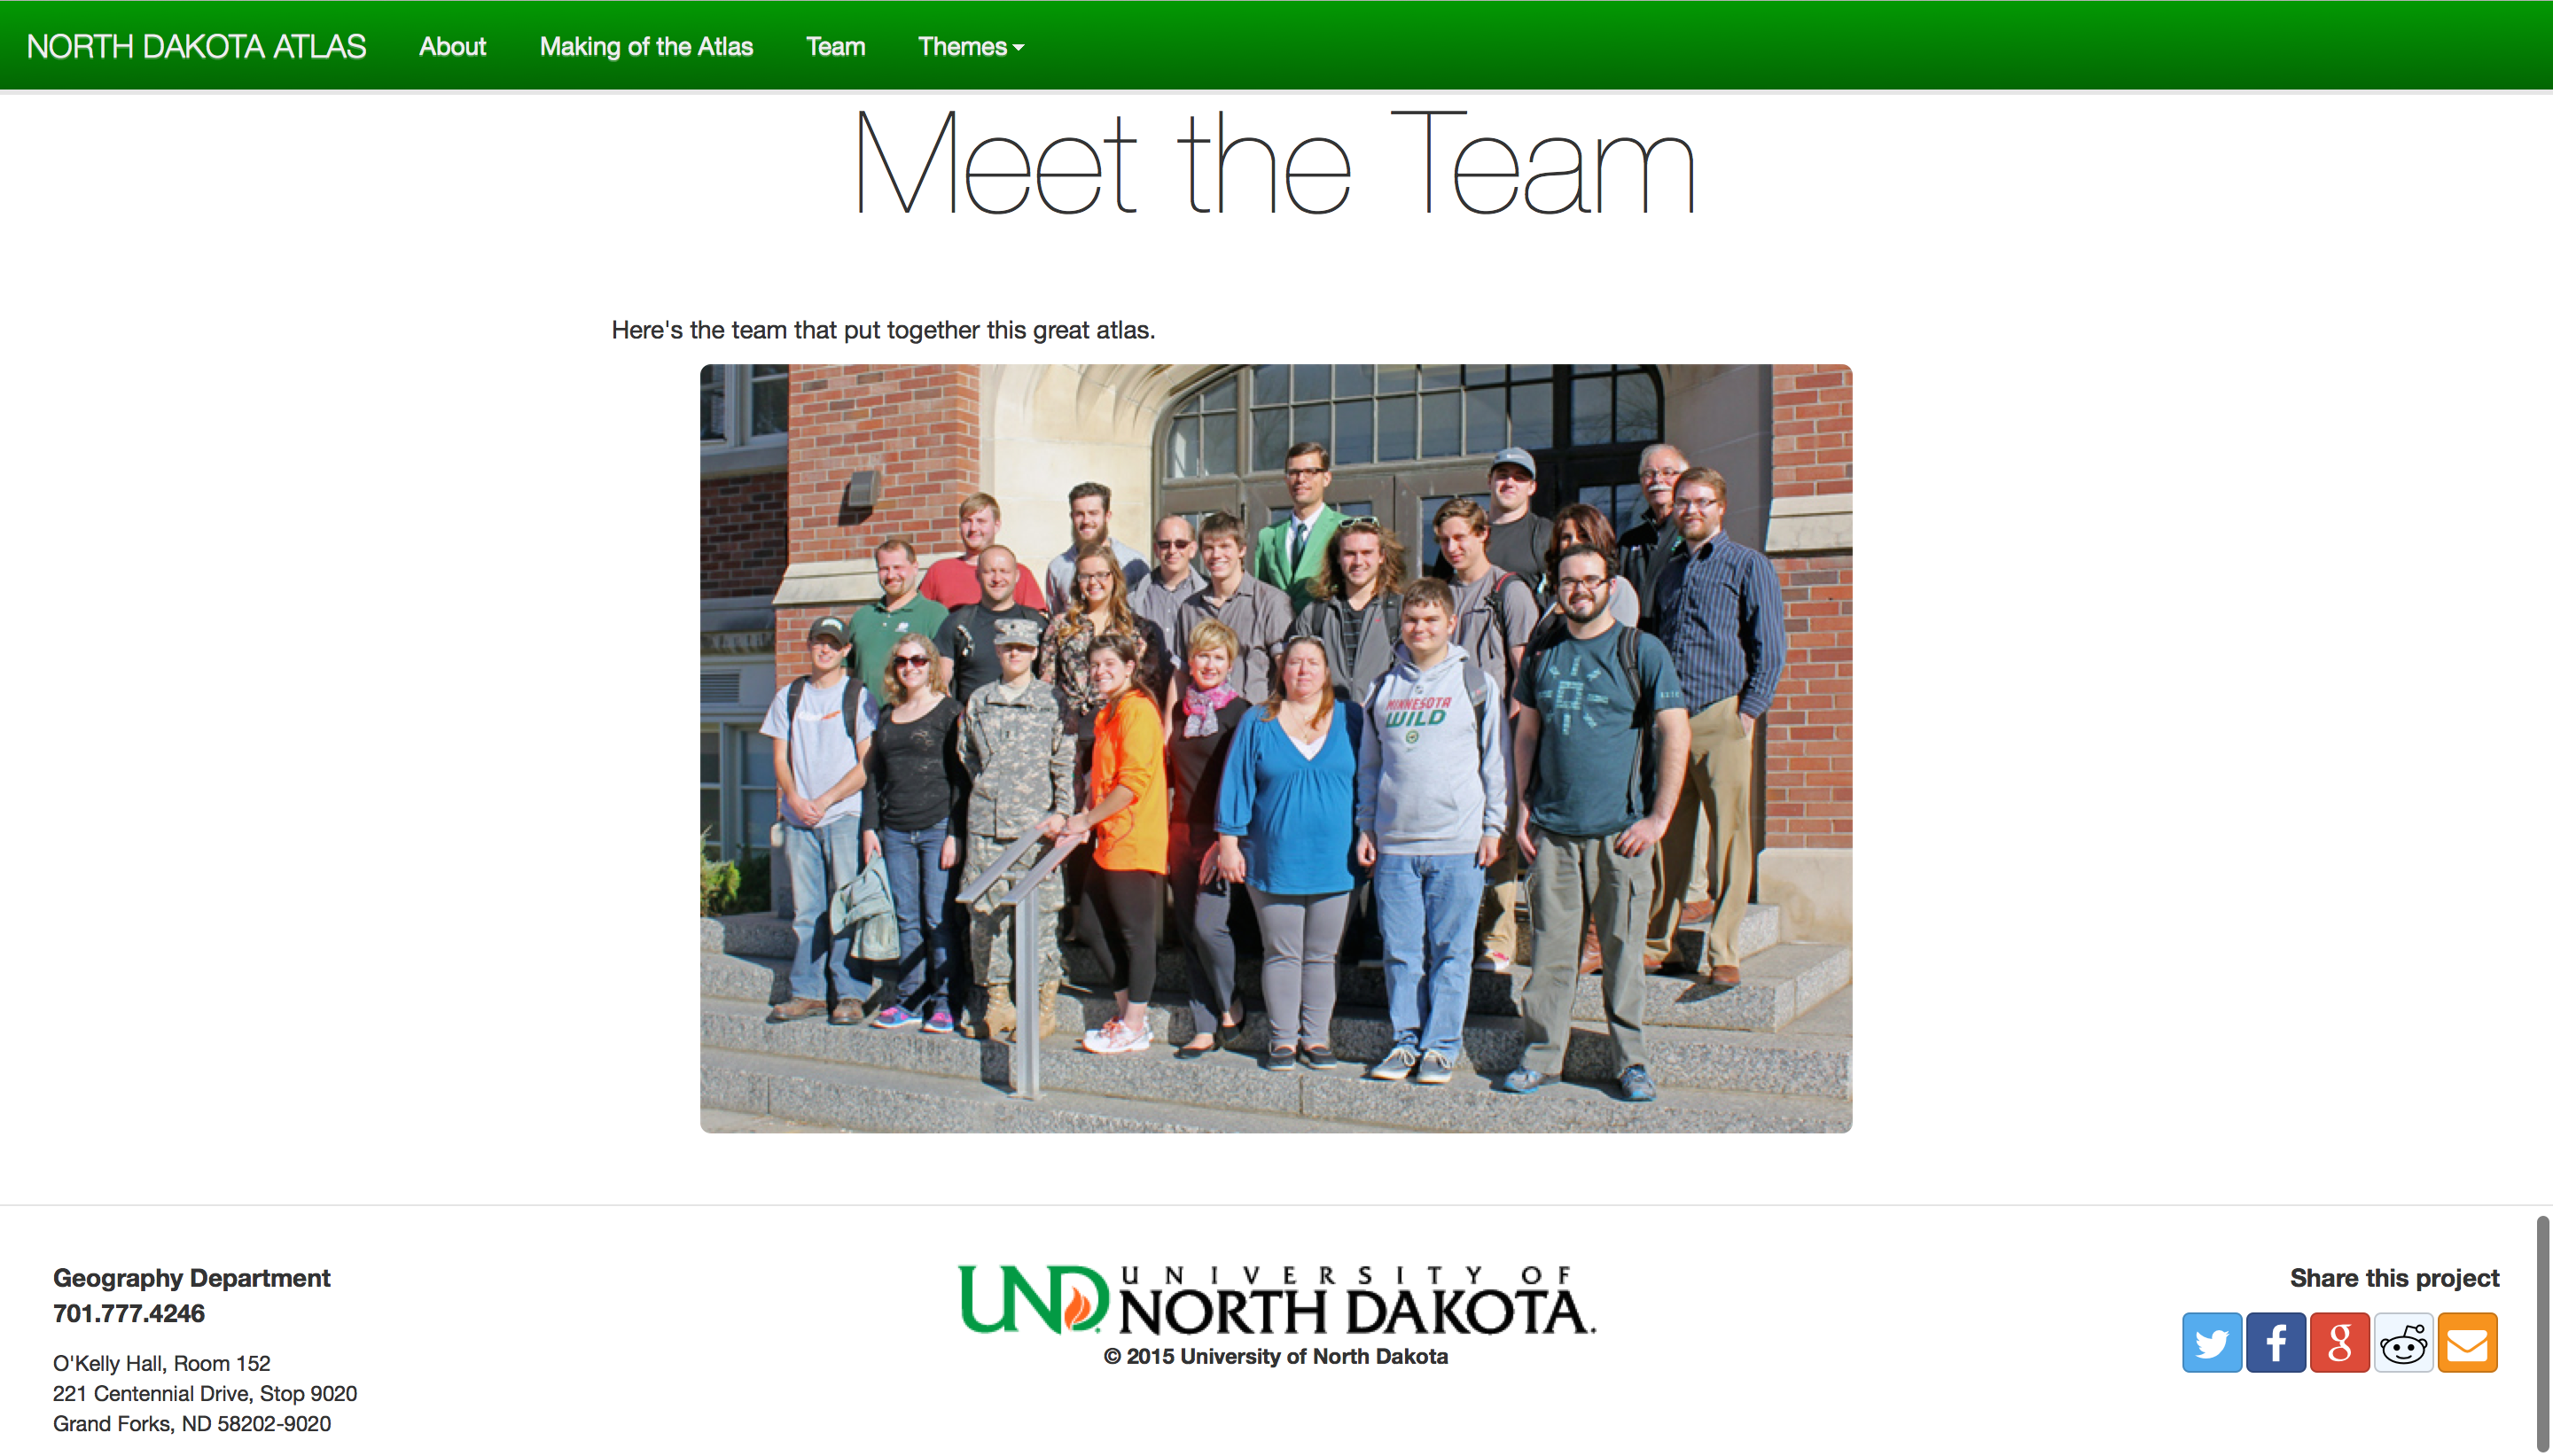 NORTH DAKOTA ATLAS About Making of the Atlas Team Themes
Meet the Team
Here's the team that put together this great atlas.
MINNESOTA
WILD
Geography Department
701.777.4246
O'Kelly Hall, Room 152
221 Centennial Drive, Stop 9020
Grand Forks, ND 58202-9020
UND UNIVERSITY OF
NORTH DAKOTA.
© 2015 University of North Dakota
Share this project